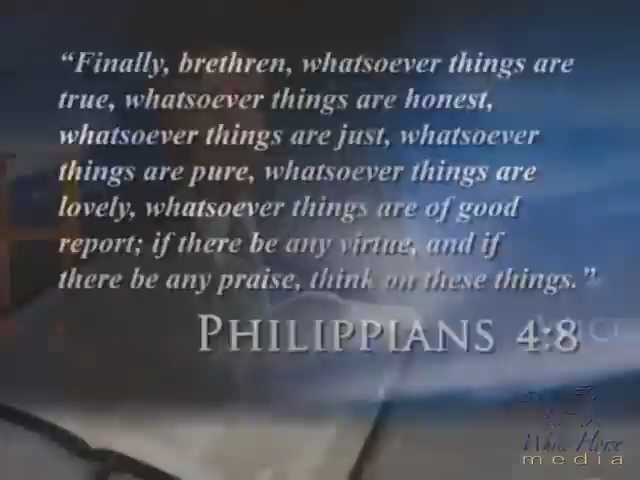 “Finally, brethren, whatsoever things are
true, whatsoever things are honest,
whatsoever things are just, whatsoever
things are pure, whatsoever things are
lovely, whatsoever things are of good
report; if there be any virtue, and if
there be any praise, think on these things.”
PHILIPPIANS 4:8
White Horse
media